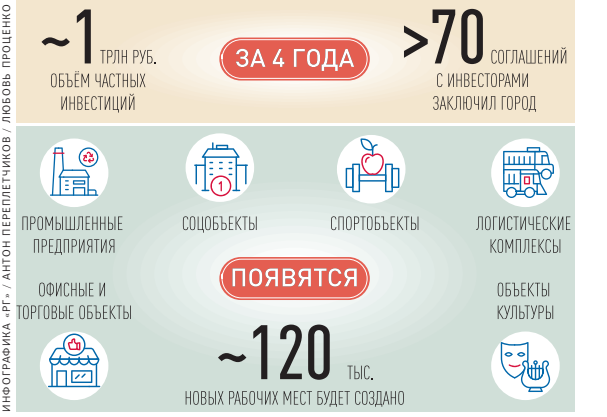 ~1 ТРЛН РУБ.
ОБЪЁМ ЧАСТНЫХ
ИНВЕСТИЦИЙ
ЗА 4 ГОДА
>70 СОГЛАШЕНИЙ
С ИНВЕСТОРАМИ
ЗАКЛЮЧИЛ ГОРОД
1
ПРОМЫШЛЕННЫЕ
ПРЕДПРИЯТИЯ
СОЦОБЪЕКТЫ
СПОРТОБЪЕКТЫ
ЛОГИСТИЧЕСКИЕ
КОМПЛЕКСЫ
ПОЯВЯТСЯ
ОФИСНЫЕ И
ТОРГОВЫЕ ОБЪЕКТЫ
ОБЪЕКТЫ
КУЛЬТУРЫ
~120 ТЫС.
НОВЫХ РАБОЧИХ МЕСТ БУДЕТ СОЗДАНО
ИНФОГРАФИКА «РГ» / АНТОН ПЕРЕПЛЕТЧИКОВ / ЛЮБОВЬ ПРОЦЕНКО